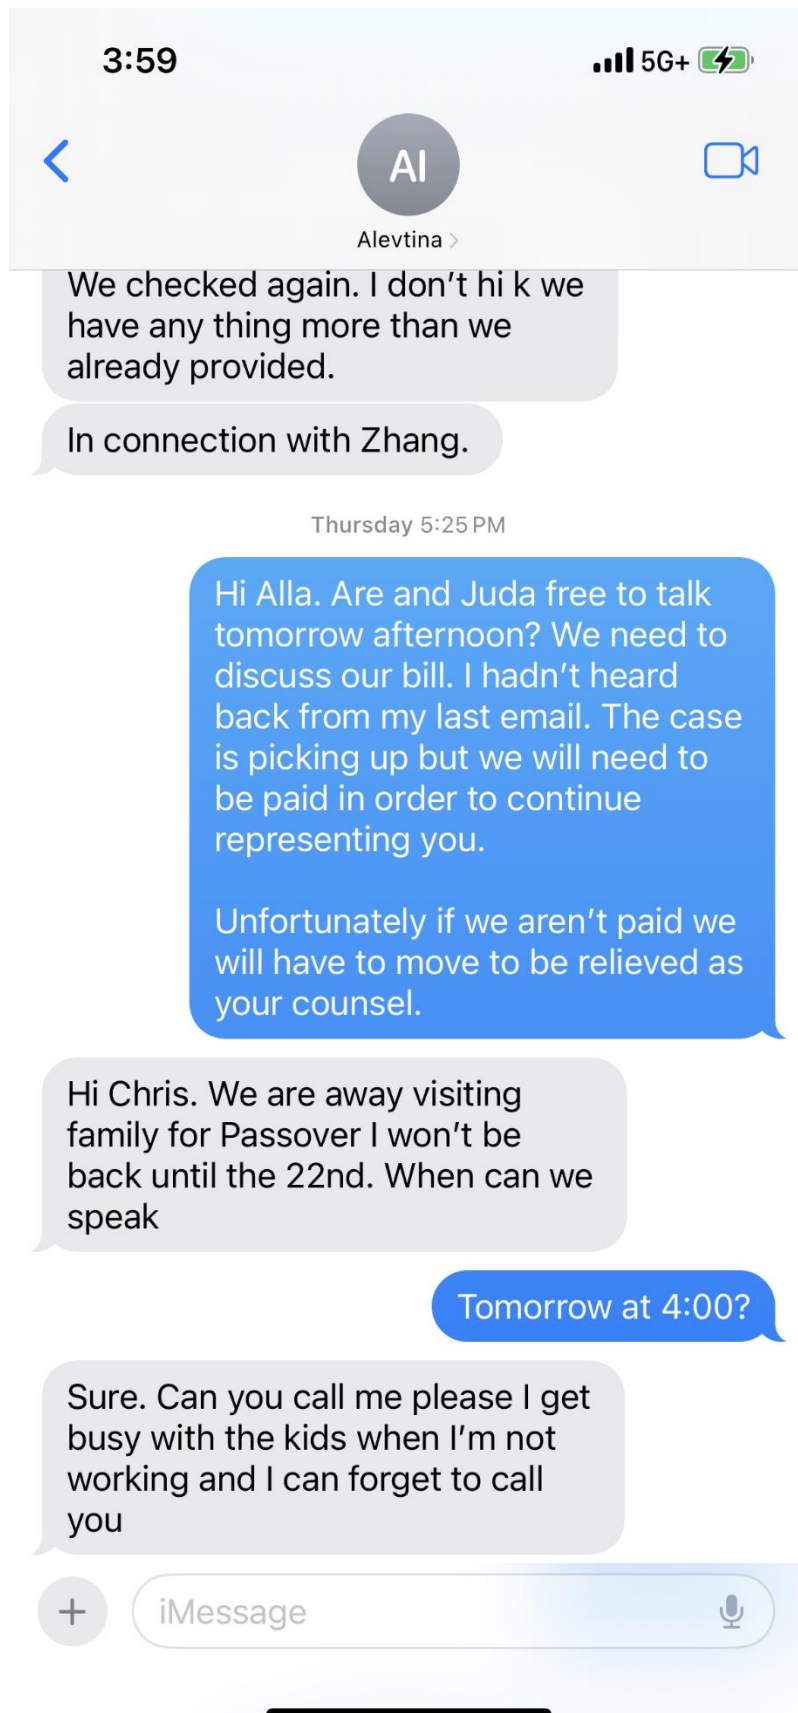 3:59
5G+
AI
Alevtina
We checked again. I don't hi k we
have any thing more than we
already provided.
In connection with Zhang.
Thursday 5:25 PM
Hi Alla. Are and Juda free to talk
tomorrow afternoon? We need to
discuss our bill. I hadn't heard
back from my last email. The case
is picking up but we will need to
be paid in order to continue
representing you.
Unfortunately if we aren't paid we
will have to move to be relieved as
your counsel.
Hi Chris. We are away visiting
family for Passover I won't be
back until the 22nd. When can we
speak
Tomorrow at 4:00?
Sure. Can you call me please I get
busy with the kids when I'm not
working and I can forget to call
you
iMessage